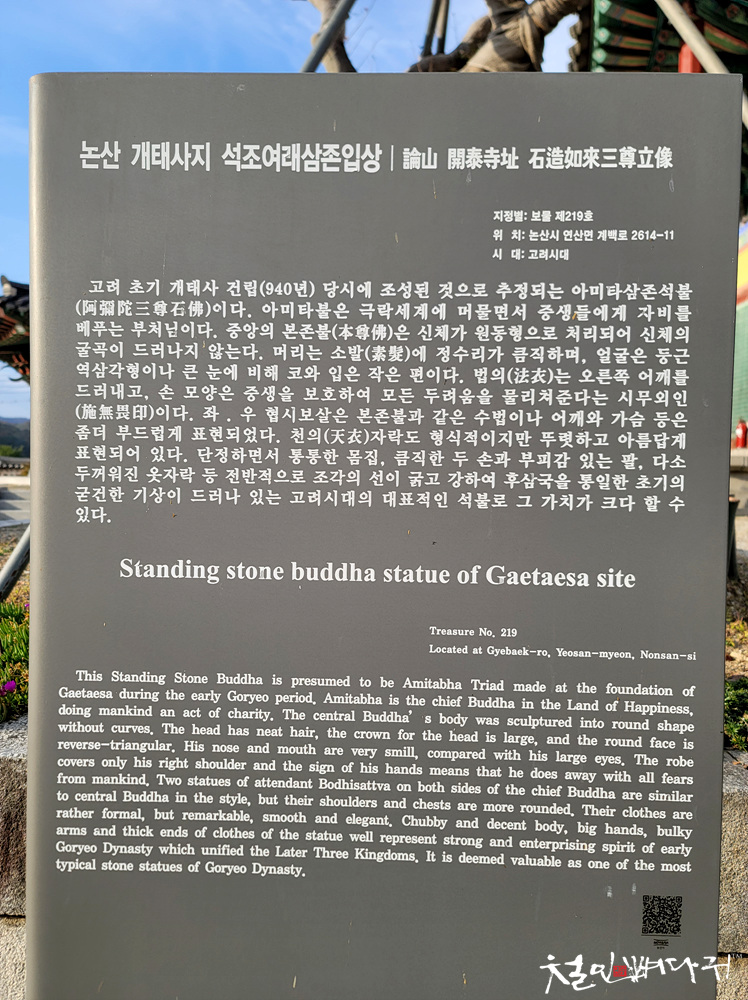 논산 개태사지 석조여래삼존입상 | 論山 開泰寺址 石造如來三尊立像
지정별: 보물 제219호
위 치: 논산시 연산면 계백로 2614-11
시 대: 고려시대
고려 초기 개태사 건립(940년) 당시에 조성된 것으로 추정되는 아미타삼존석불
(阿彌陀三尊石佛)이다. 아미타불은 극락세계에 머물면서 중생들에게 자비를
베푸는 부처님이다. 중앙의 본존불(本尊佛)은 신체가 원통형으로 처리되어 신체의
굴곡이 드러나지 않는다. 머리는 소발(素髮)에 정수리가 큼직하며, 얼굴은 둥근
역삼각형이나 큰 눈에 비해 코와 입은 작은 편이다. 법의(法衣)는 오른쪽 어깨를
드러내고, 손 모양은 중생을 보호하여 모든 두려움을 물리쳐준다는 시무외인
(施無畏印)이다. 좌 . 우 협시보살은 본존불과 같은 수법이나 어깨와 가슴 등은
좀더 부드럽게 표현되었다. 천의(天衣)자락도 형식적이지만 뚜렷하고 아름답게
표현되어 있다. 단정하면서 통통한 몸집, 큼직한 두 손과 부피감 있는 팔, 다소
두꺼워진 옷자락 등 전반적으로 조각의 선이 굵고 강하여 후삼국을 통일한 초기의
굳건한 기상이 드러나 있는 고려시대의 대표적인 석불로 그 가치가 크다 할 수
있다.
Standing stone buddha statue of Gaetaesa site
Treasure No. 219
Located at Gyebaek-ro, Yeosan-myeon, Nonsan-si
This Standing Stone Buddha is presumed to be Amitabha Triad made at the foundation of
Gaetaesa during the early Goryeo period. Amitabha is the chief Buddha in the Land of Happiness,
doing mankind an act of charity. The central Buddha's body was sculptured into round shape
without curves. The head has neat hair, the crown for the head is large, and the round face is
reverse-triangular. His nose and mouth are very smill, compared with his large eyes. The robe
covers only his right shoulder and the sign of his hands means that he does away with all fears
from mankind. Two statues of attendant Bodhisattva on both sides of the chief Buddha are similar
to central Buddha in the style, but their shoulders and chests are more rounded. Their clothes are
rather formal, but remarkable, smooth and elegant. Chubby and decent body, big hands, bulky
arms and thick ends of clothes of the statue well represent strong and enterprising spirit of early
Goryeo Dynasty which unified the Later Three Kingdoms. It is deemed valuable as one of the most
typical stone statues of Goryeo Dynasty.
철민뼈다귀